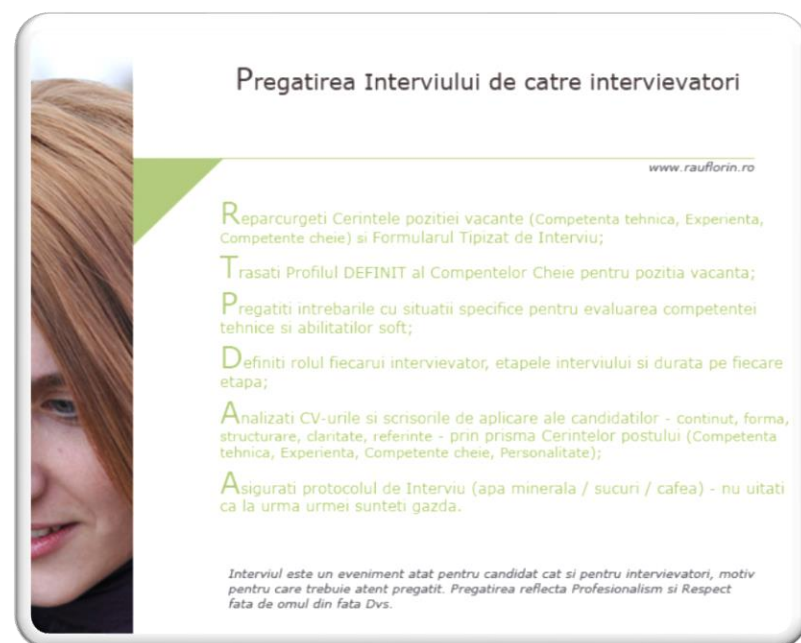 Pregatirea Interviului de catre intervievatori
www.rauflorin.ro
Reparcurgeti Cerintele pozitiei vacante (Competenta tehnica, Experienta,
Competente cheie) si Formularul Tipizat de Interviu;
Trasati Profilul DEFINIT al Compentelor Cheie pentru pozitia vacanta;
Pregatiti intrebarile cu situatii specifice pentru evaluarea competentei
tehnice si abilitatilor soft;
Definiti rolul fiecarui intervievator, etapele interviului si durata pe fiecare
etapa;
Analizati CV-urile si scrisorile de aplicare ale candidatilor - continut, forma,
structurare, claritate, referinte - prin prisma Cerintelor postului (Competenta
tehnica, Experienta, Competente cheie, Personalitate);
Asigurati protocolul de Interviu (apa minerala / sucuri / cafea) - nu uitati
ca la urma urmei sunteti gazda.
Interviul este un eveniment atat pentru candidat cat si pentru intervievatori, motiv
pentru care trebuie atent pregatit. Pregatirea reflecta Profesionalism si Respect
fata de omul din fata Dvs.